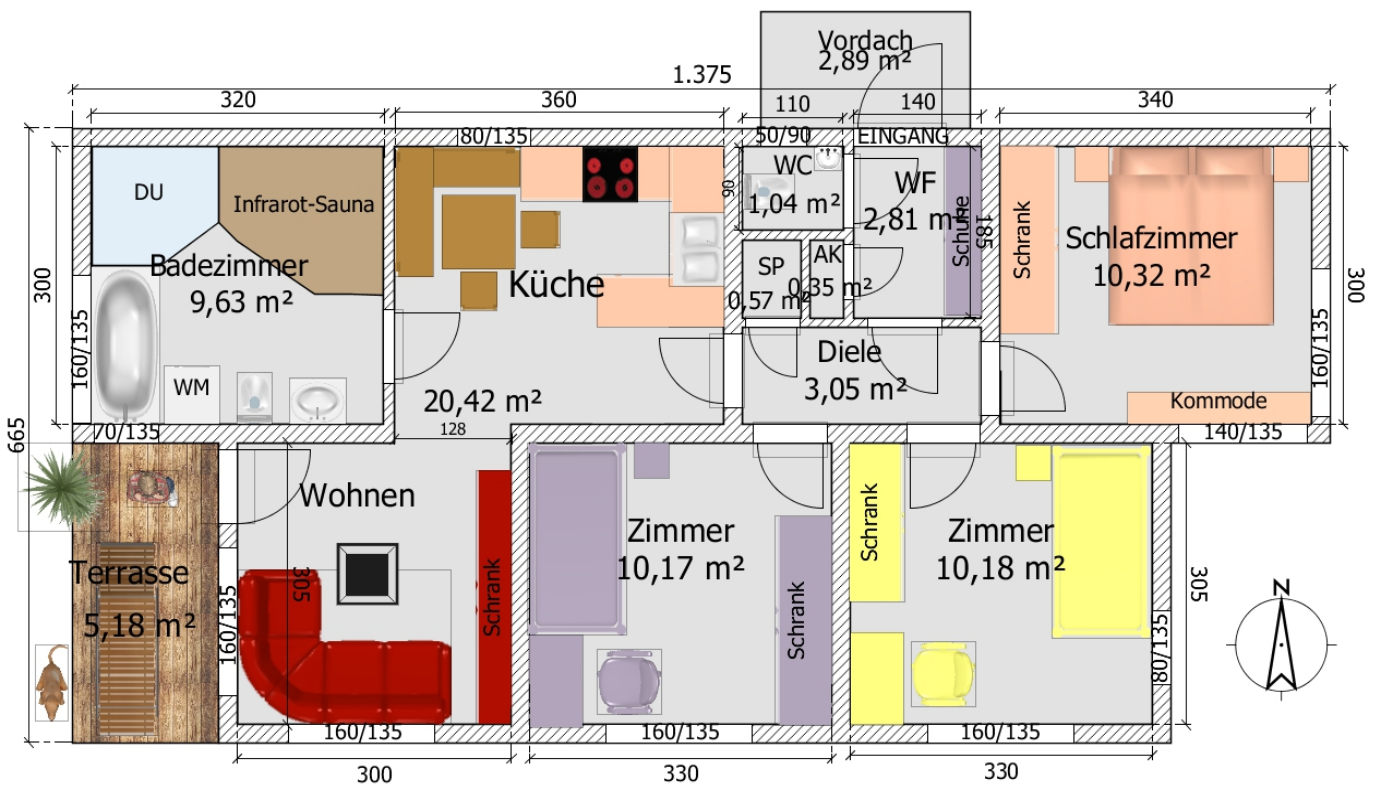 Vordach
2,89 m²
1.375
320
360
110
140
340
80/135
50/90
EINGANG
DU
Infrarot-Sauna
WC
1,04 m²
90
WF
2,81 m²
Schuhe
185
Schrank
Schlafzimmer
10,32 m²
Badezimmer
9,63 m²
Küche
SP
0,57 m²
AK
0,35 m²
300
300
160/135
WM
Diele
3,05 m²
160/135
20,42 m²
128
Kommode
70/135
140/135
665
Wohnen
Schrank
305
Zimmer
10,17 m²
Schrank
Schrank
Zimmer
10,18 m²
305
N
Terrasse
5,18 m²
160/135
80/135
160/135
160/135
160/135
300
330
330